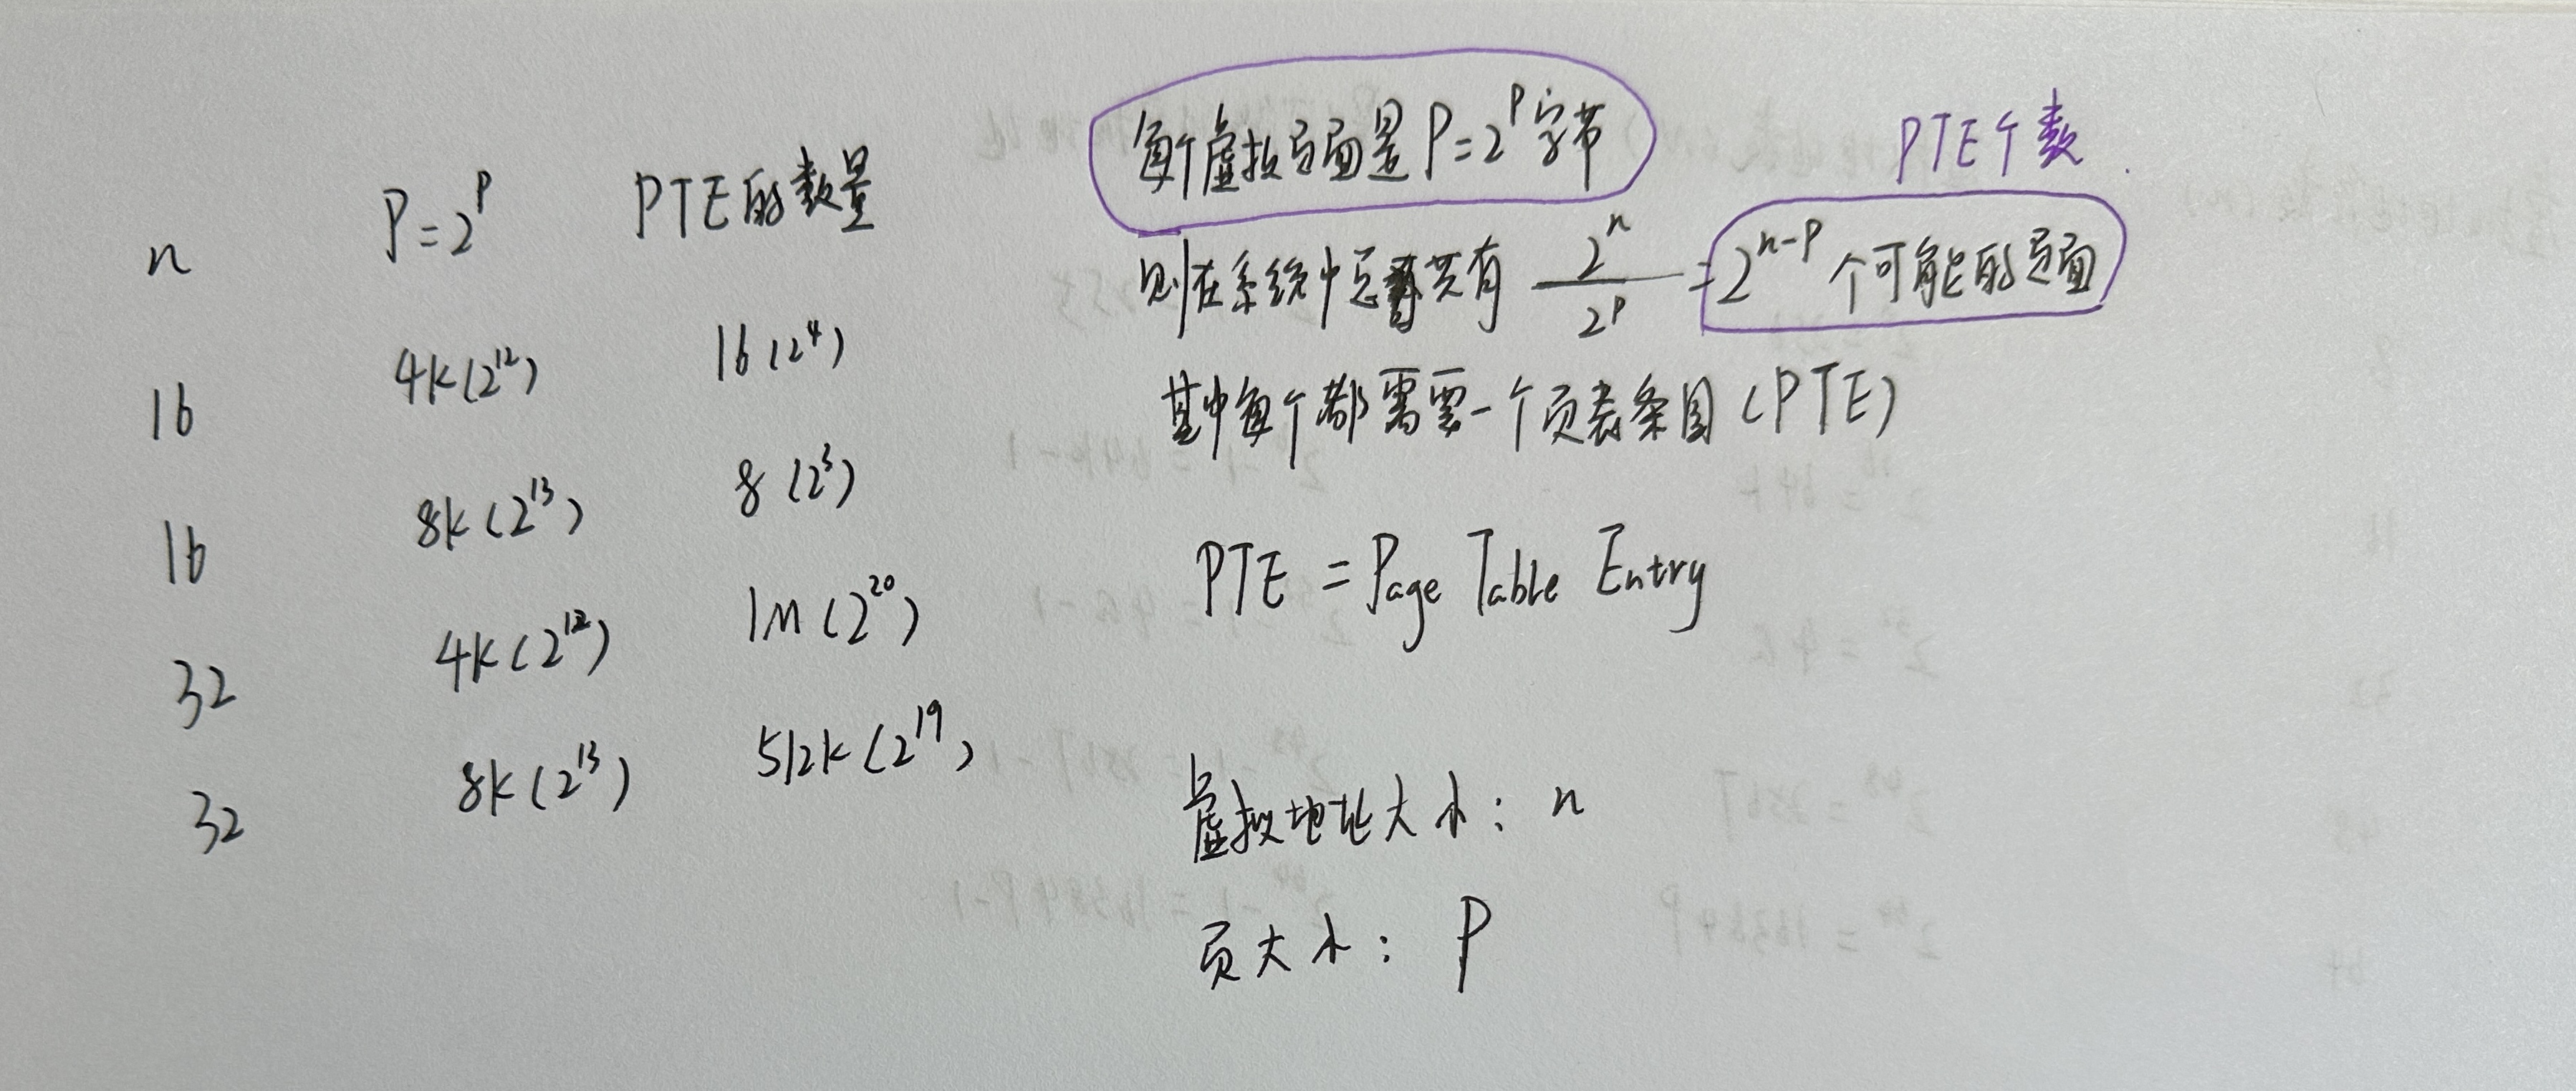 n P=2^p PTE的数量
16 4k(2^12) 16(2^4)
16 8k(2^13) 8(2^3)
32 4k(2^12) 1M(2^20)
32 8k(2^13) 512k(2^19)
每个虚拟页面是P=2^p字节
PTE个数
则在系统中总共有 2^n/2^p =2^n-p个可能的页面
其中每个都需要一个页表条目(PTE)
PTE = Page Table Entry
虚拟地址大小: n
页大小: P